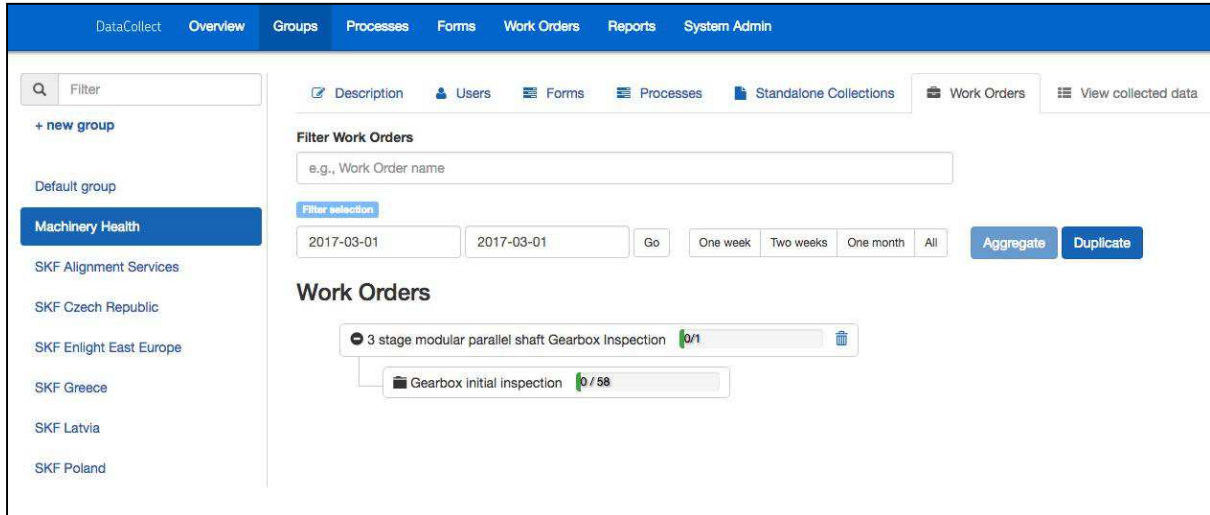 DataCollect Overview Groups Processes Forms Work Orders Reports System Admin
Filter
+ new group
Default group
Machinery Health
SKF Alignment Services
SKF Czech Republic
SKF Enlight East Europe
SKF Greece
SKF Latvia
SKF Poland
Description Users Forms Processes Standalone Collections Work Orders View collected data
Filter Work Orders
e.g., Work Order name
Filter selection
2017-03-01 2017-03-01 Go One week Two weeks One month All Aggregate Duplicate
Work Orders
3 stage modular parallel shaft Gearbox Inspection 0/1
Gearbox initial inspection 0 / 58